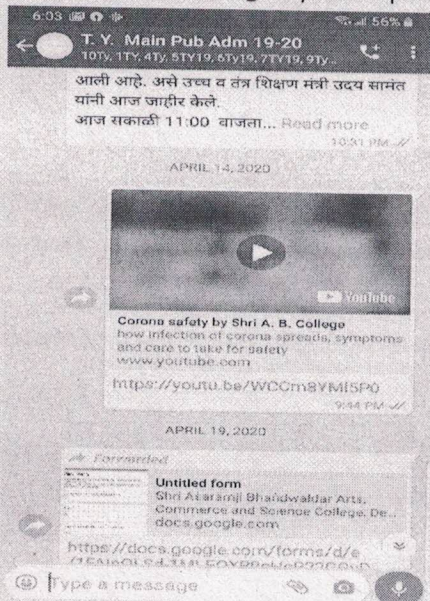 6:03 56%
T. Y. Main Pub Adm 19-20
10Ty, 1TY, 4Ty, 5TY19, 6Ty19, 7TY19, 9Ty...
आली आहे. असे उच्च व तंत्र शिक्षण मंत्री उदय सामंत
यांनी आज जाहीर केले.
आज सकाळी 11:00 वाजता... Read more
10:31 PM
APRIL 14, 2020
YouTube
Corona safety by Shri A. B. College
how infection of corona spreads, symptoms
and care to take for safety
www.youtube.com
https://youtu.be/WCCm8YMI5P0
9:44 PM
APRIL 19, 2020
Forwarded
Untitled form
Shri Asaramji Bhandwaldar Arts,
Commerce and Science College, De...
docs.google.com
https://docs.google.com/forms/d/e
Type a message